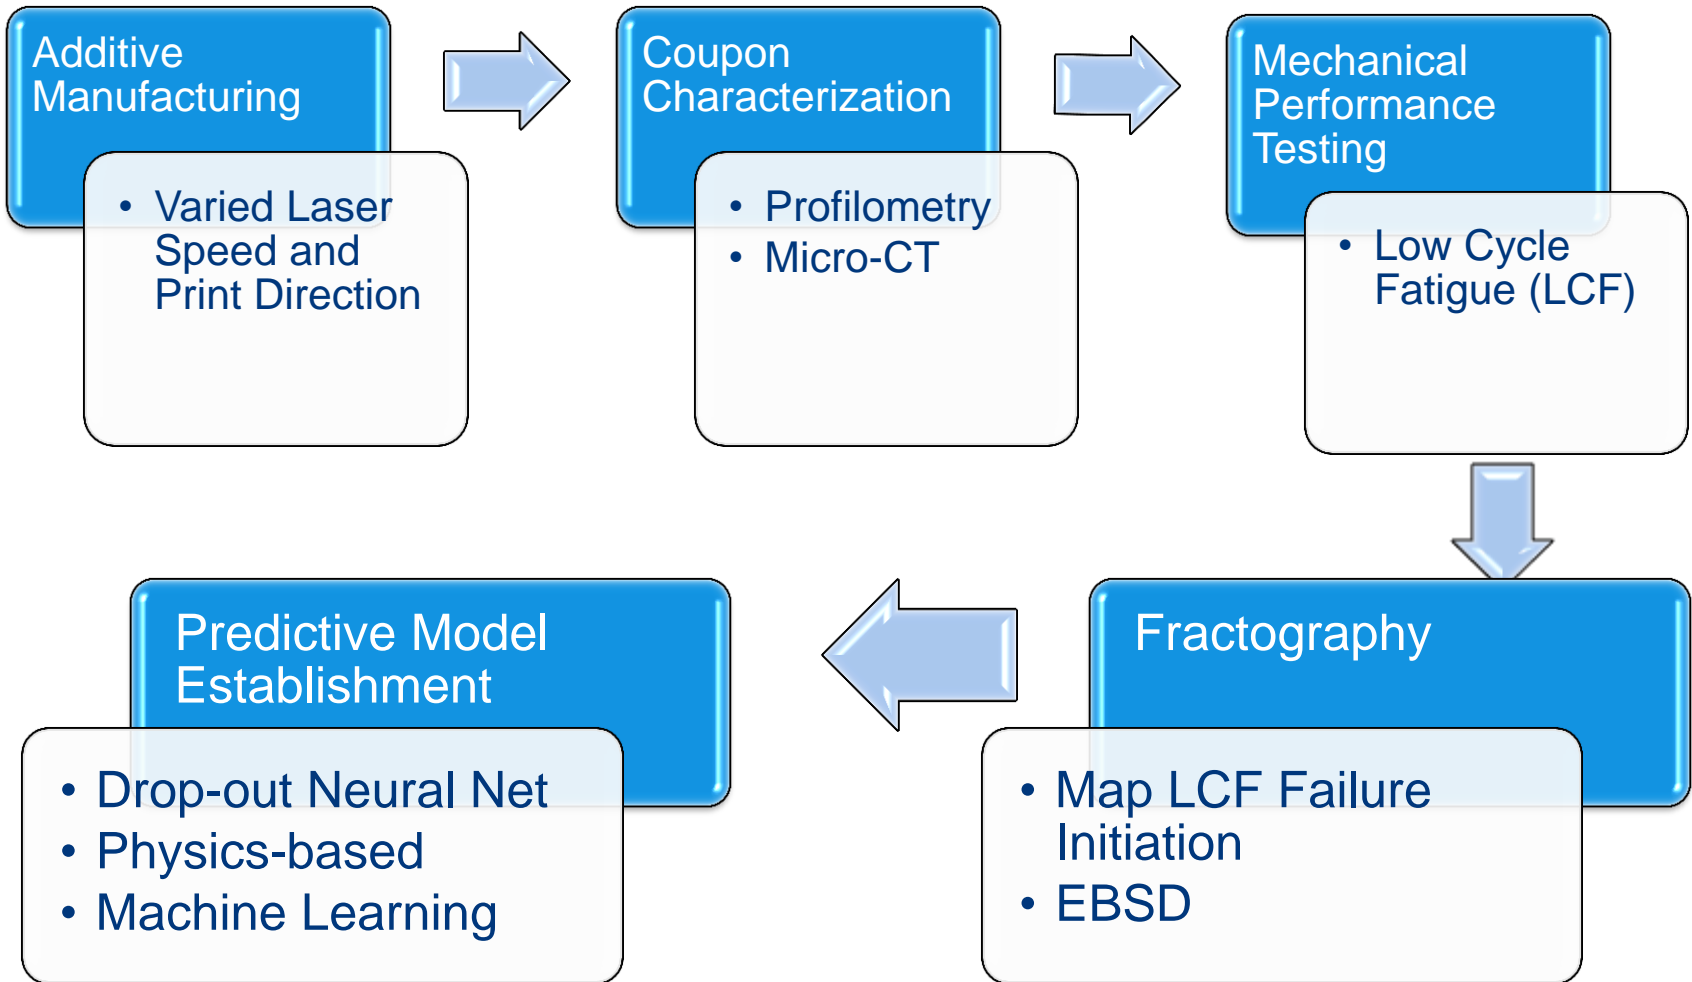 Additive
Manufacturing
• Varied Laser
Speed and
Print Direction
Coupon
Characterization
• Profilometry
• Micro-CT
Mechanical
Performance
Testing
• Low Cycle
Fatigue (LCF)
Fractography
• Map LCF Failure
Initiation
• EBSD
Predictive Model
Establishment
• Drop-out Neural Net
• Physics-based
• Machine Learning